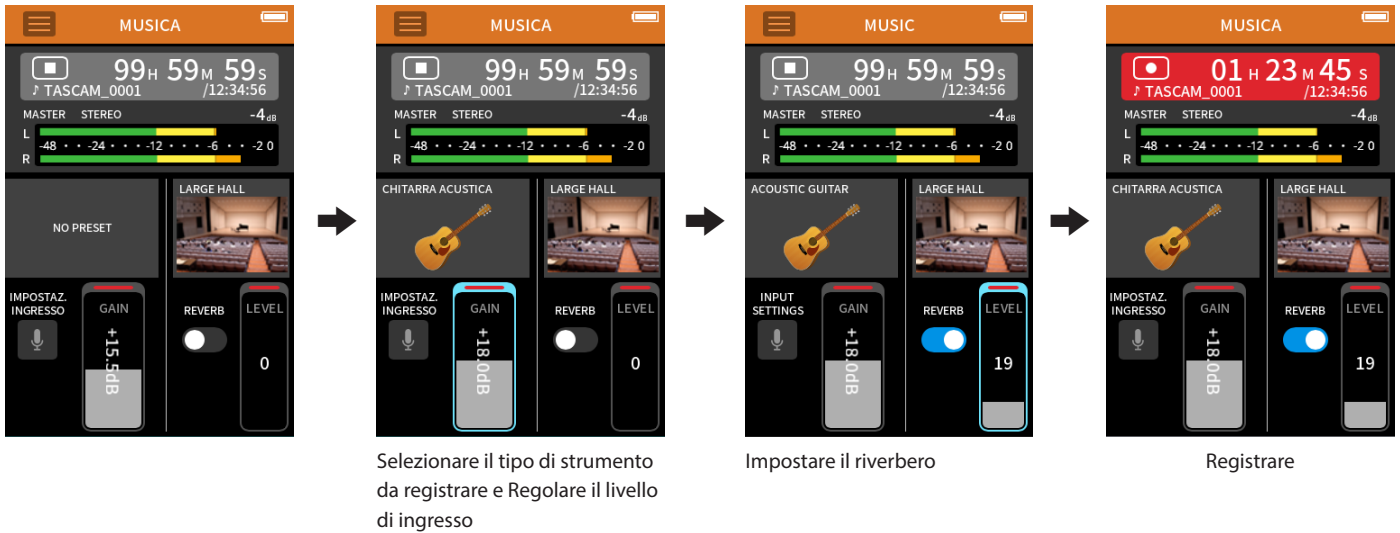 MUSICA
99H 59M 59S
♪ TASCAM_0001 /12:34:56
MASTER STEREO -4dB
L
-48 · · -24 · · · -12 · · · -6 · · -2 0
R
NO PRESET
LARGE HALL
IMPOSTAZ.
INGRESSO
GAIN
+15.5dB
REVERB
LEVEL
0
MUSICA
99H 59M 59S
♪ TASCAM_0001 /12:34:56
MASTER STEREO -4dB
L
-48 · · -24 · · · -12 · · · -6 · · -2 0
R
CHITARRA ACUSTICA
LARGE HALL
IMPOSTAZ.
INGRESSO
GAIN
+18.0dB
REVERB
LEVEL
0
Selezionare il tipo di strumento
da registrare e Regolare il livello
di ingresso
MUSIC
99H 59M 59S
♪ TASCAM_0001 /12:34:56
MASTER STEREO -4dB
L
-48 · · -24 · · · -12 · · · -6 · · -2 0
R
ACOUSTIC GUITAR
LARGE HALL
INPUT
SETTINGS
GAIN
+18.0dB
REVERB
LEVEL
19
Impostare il riverbero
MUSICA
01 H 23 M 45 S
♪ TASCAM_0001 /12:34:56
MASTER STEREO -4dB
L
-48 · · -24 · · · -12 · · · -6 · · -2 0
R
CHITARRA ACUSTICA
LARGE HALL
IMPOSTAZ.
INGRESSO
GAIN
+18.0dB
REVERB
LEVEL
19
Registrare